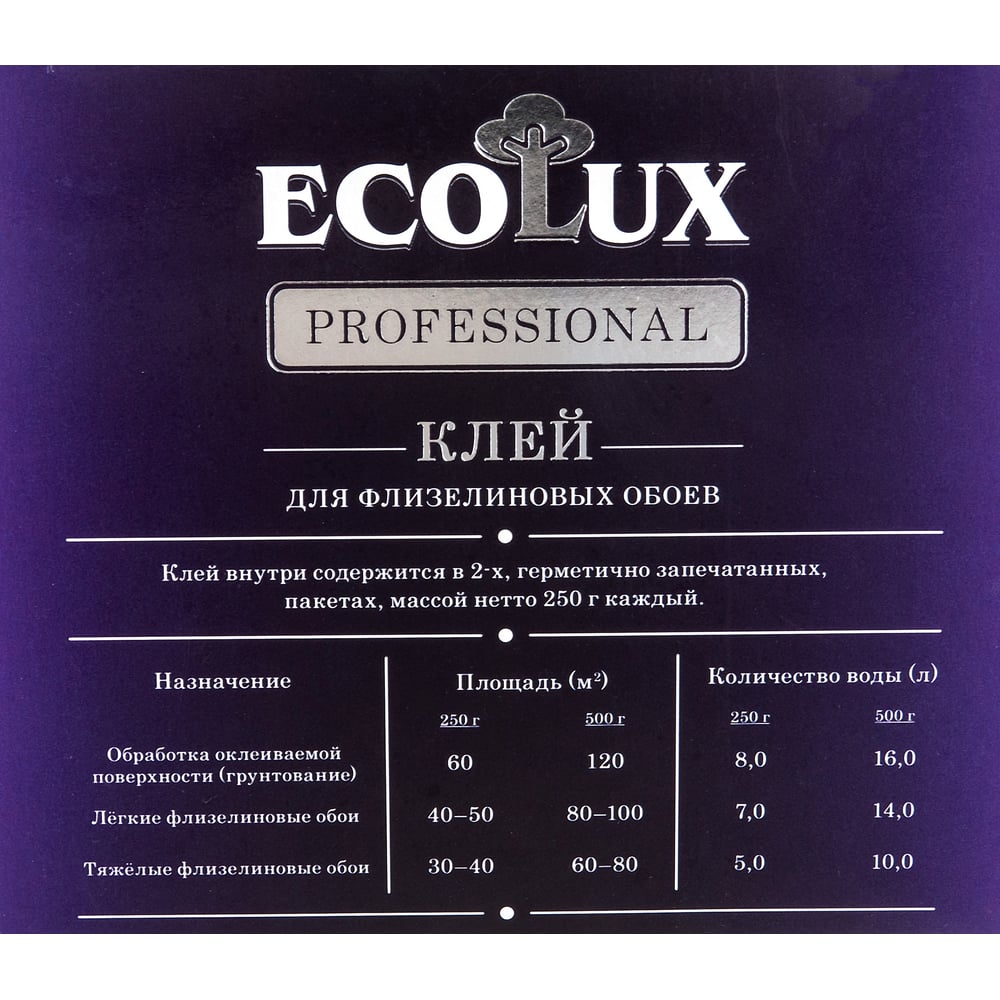 ECOLUX
PROFESSIONAL
КЛЕЙ
ДЛЯ ФЛИЗЕЛИНОВЫХ ОБОЕВ
Клей внутри содержится в 2-х, герметично запечатанных,
пакетах, массой нетто 250 г каждый.
Назначение Площадь (м²) Количество воды (л)
250 г 500 г 250 г 500 г
Обработка оклеиваемой
поверхности (грунтование) 60 120 8,0 16,0
Лёгкие флизелиновые обои 40–50 80–100 7,0 14,0
Тяжёлые флизелиновые обои 30–40 60–80 5,0 10,0